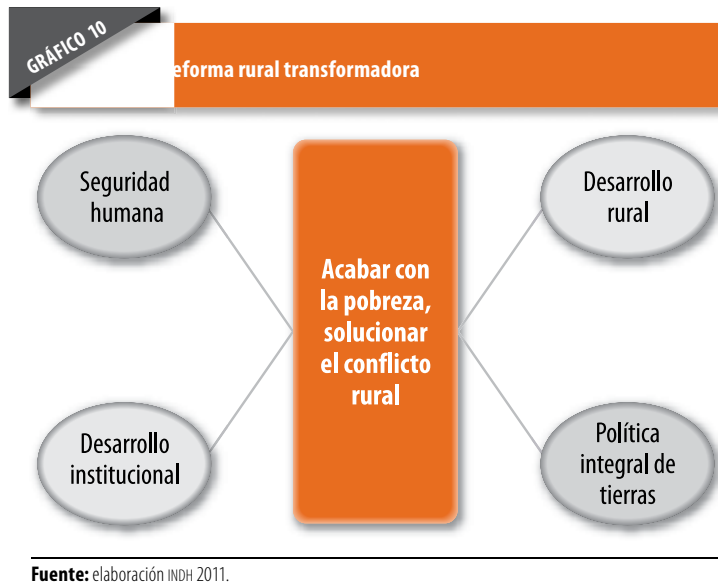 GRÁFICO 10
eforma rural transformadora
Seguridad
humana
Desarrollo
rural
Acabar con
la pobreza,
solucionar
el conflicto
rural
Desarrollo
institucional
Política
integral de
tierras
Fuente: elaboración INDH 2011.